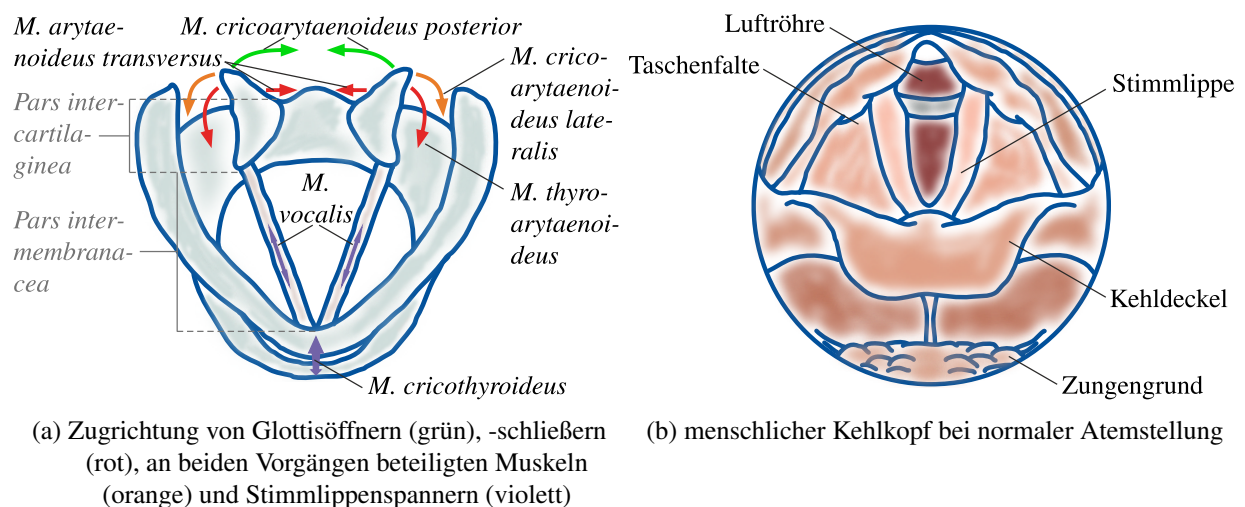 M. arytae-
noideus transversus
M. cricoarytaenoideus posterior
M. crico-
arytaenoi-
deus late-
ralis
Pars inter-
cartila-
ginea
M.
vocalis
M. thyro-
arytaenoi-
deus
Pars inter-
membrana-
cea
M. cricothyroideus
(a) Zugrichtung von Glottisöffnern (grün), -schließern
(rot), an beiden Vorgängen beteiligten Muskeln
(orange) und Stimmlippenspannern (violett)
Luftröhre
Taschenfalte
Stimmlippe
Kehldeckel
Zungengrund
(b) menschlicher Kehlkopf bei normaler Atemstellung